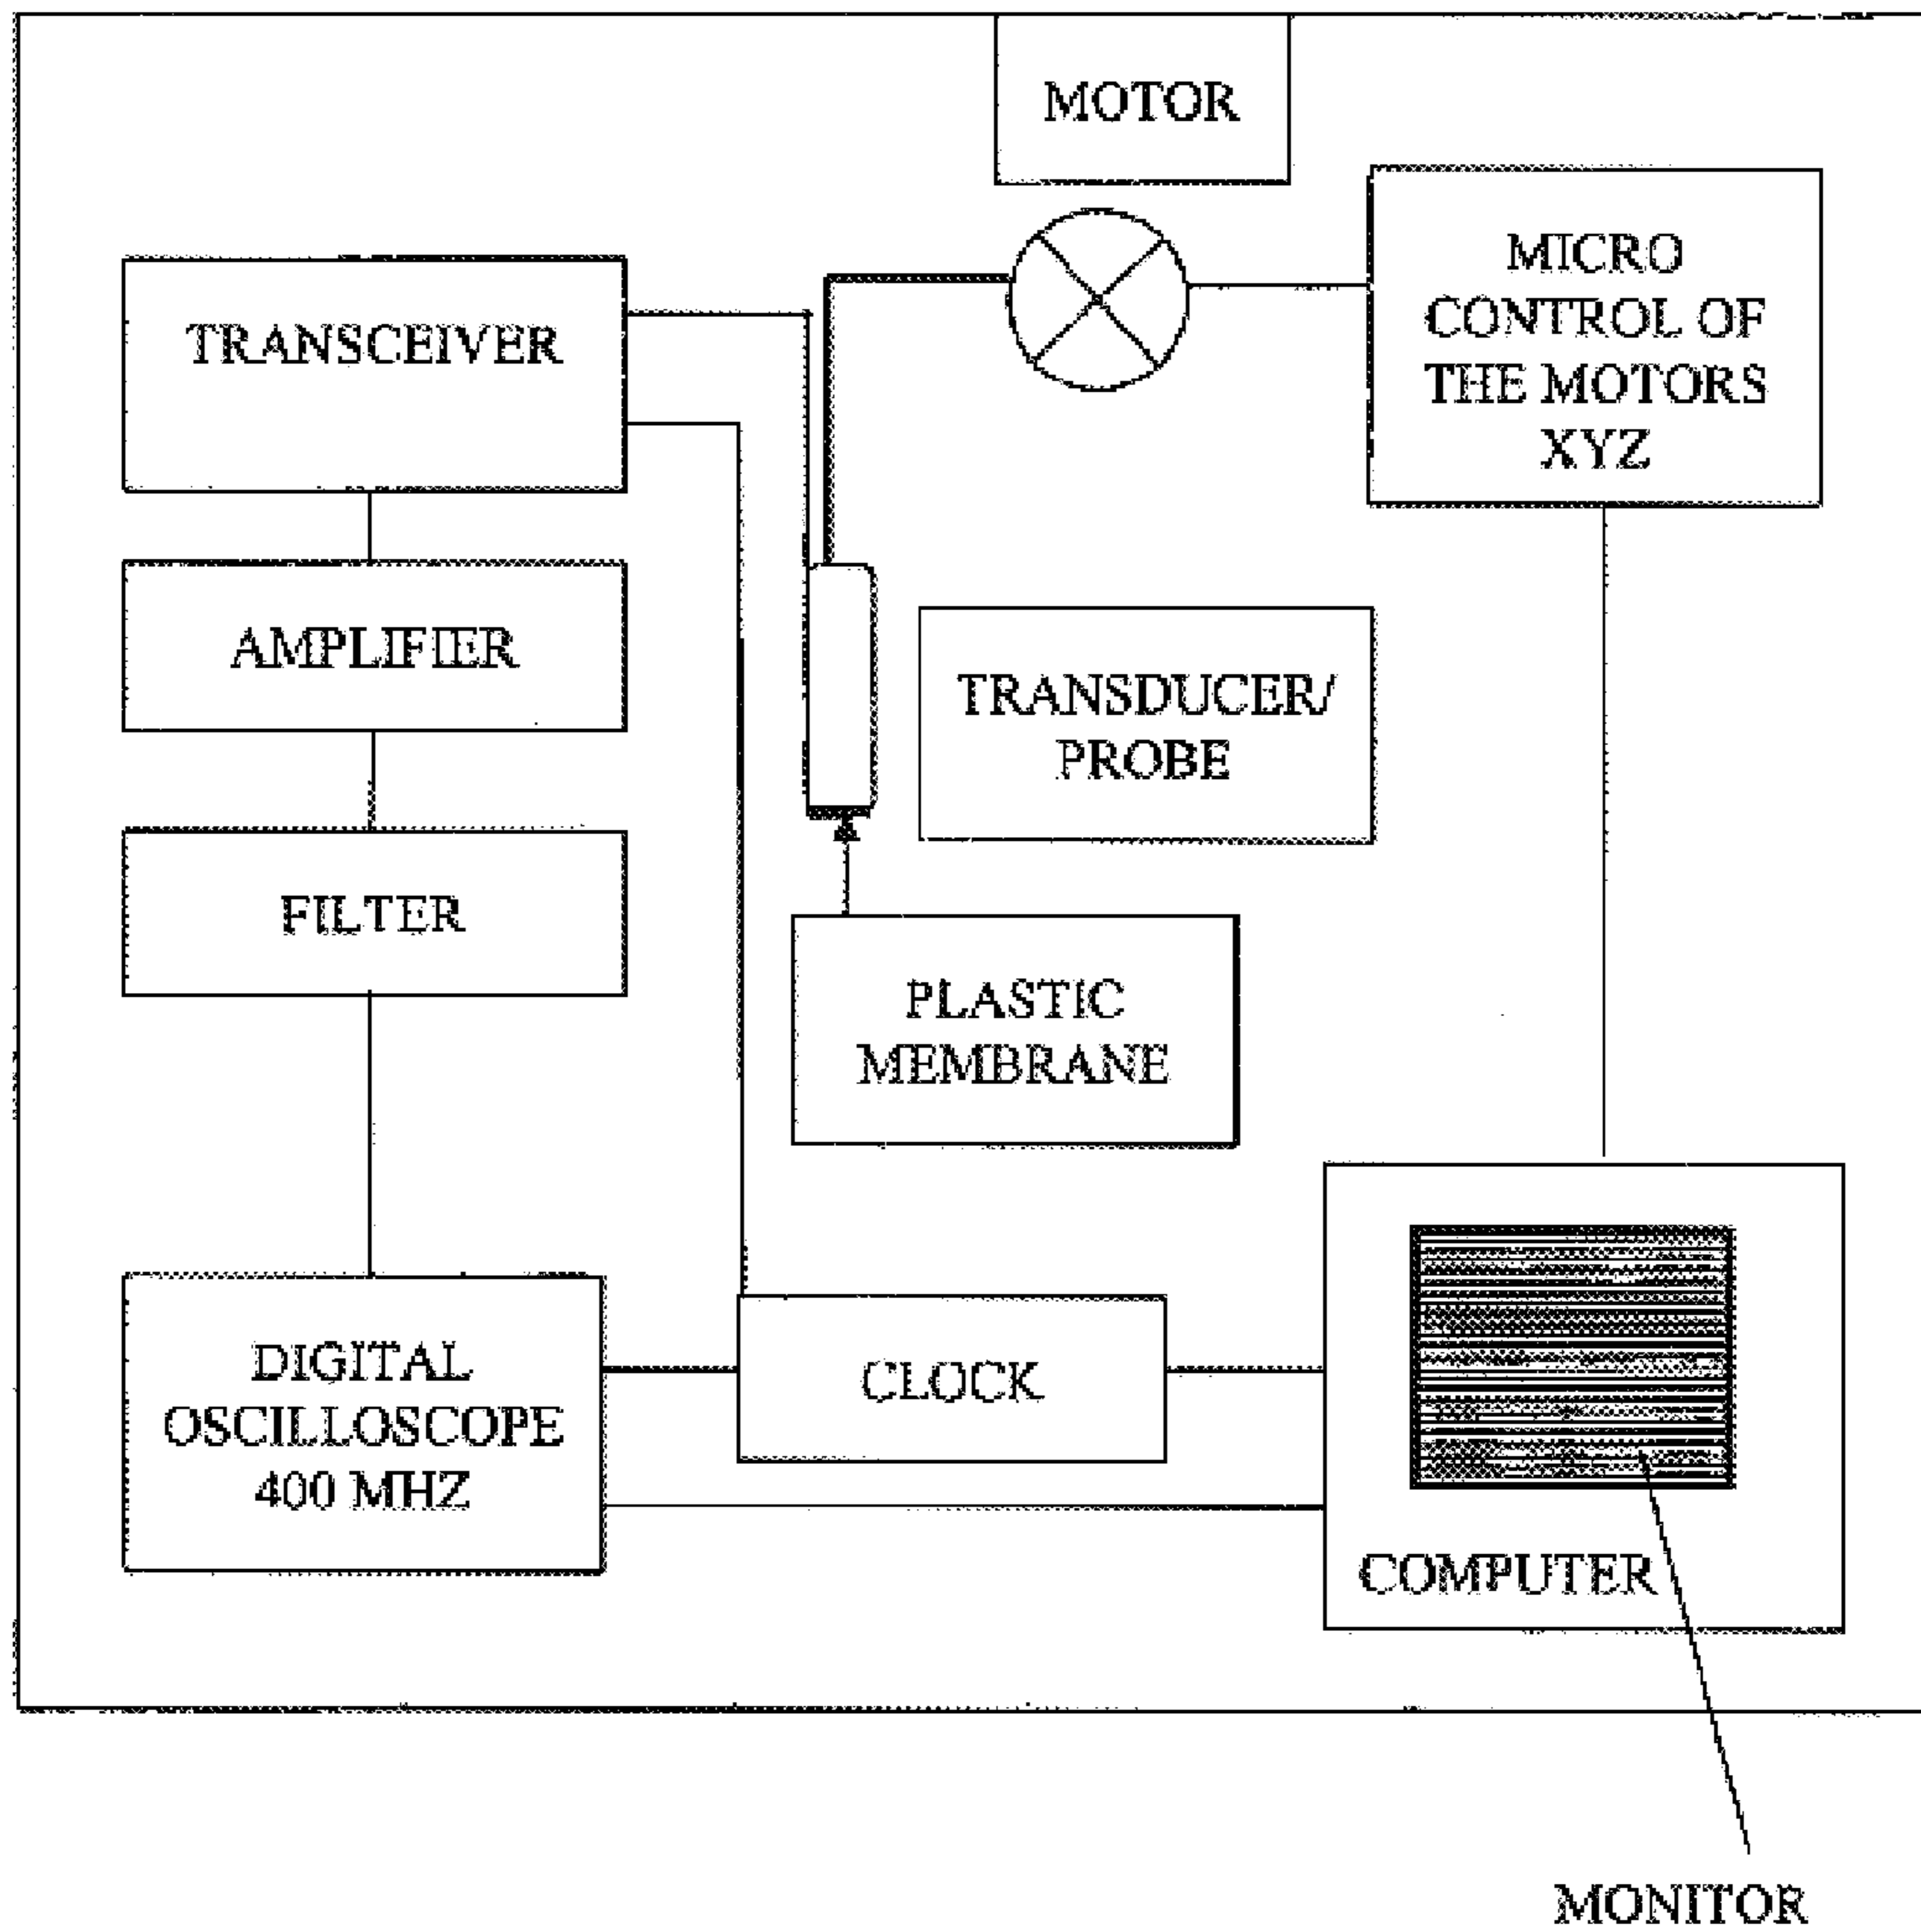 MOTOR
MICRO
CONTROL OF
THE MOTORS
XYZ
TRANSCEIVER
AMPLIFIER
TRANSDUCER/
PROBE
FILTER
PLASTIC
MEMBRANE
DIGITAL
OSCILLOSCOPE
400 MHZ
CLOCK
COMPUTER
MONITOR